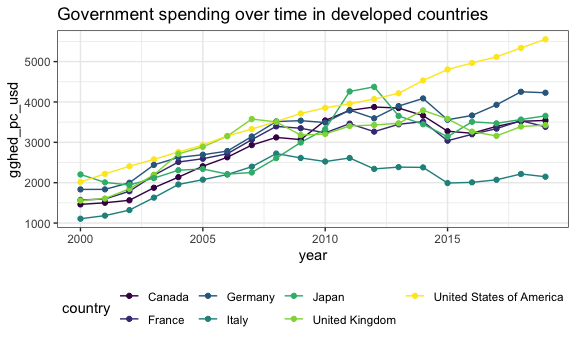 Government spending over time in developed countries
gghed_pc_usd
5000
4000
3000
2000
1000
2000 2005 2010 2015
year
country
Canada Germany Japan United States of America
France Italy United Kingdom